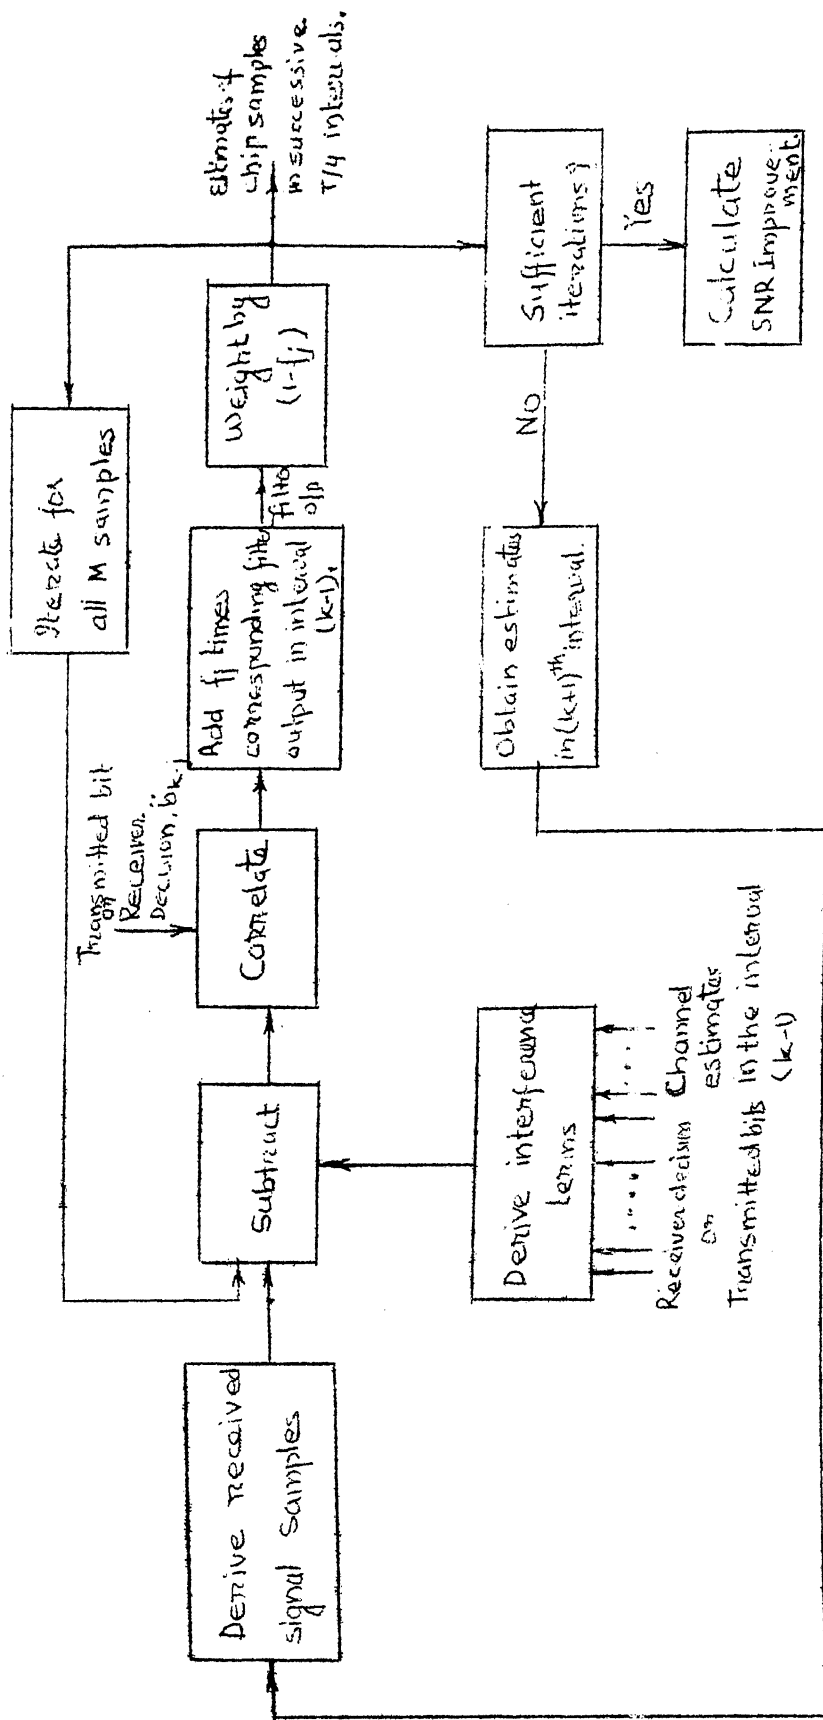 Derive received
signal samples
Subtract
Correlate
Transmitted bit
or
Receiver
Decision, b̈k-1
Add fj times
corresponding filter
output in interval
(k-1).
filter
o/p
Weight by
(1-fj)
Estimates of
chip samples
in successive
T/4 intervals.
Iterate for
all M samples
Derive interference
terms
Receiver decision
on
Transmitted bits in the interval
(k-1)
Channel
estimates
Obtain estimates
in (k+1)th interval.
No
Sufficient
iterations?
Yes
Calculate
SNR Improve-
ment.